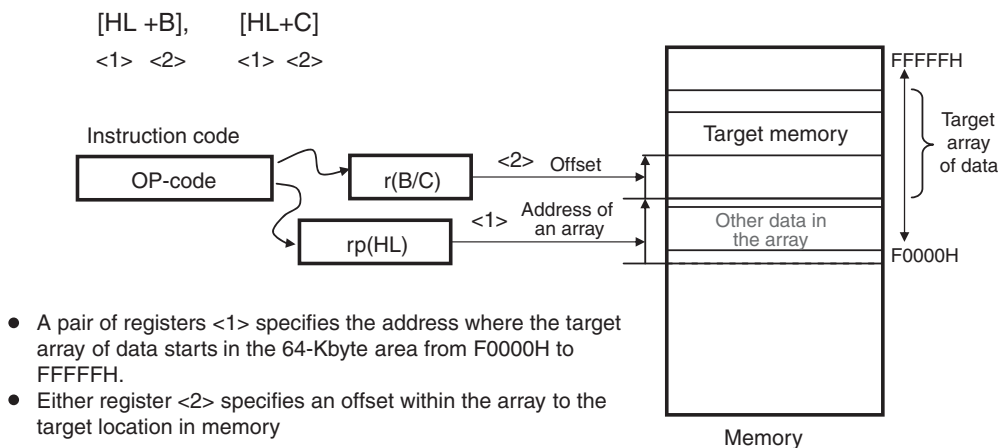 [HL +B], [HL+C]
<1> <2> <1> <2>
Instruction code
OP-code
r(B/C)
<2> Offset
rp(HL)
<1> Address of
an array
FFFFFH
Target memory
Target
array
of data
Other data in
the array
F0000H
Memory
● A pair of registers <1> specifies the address where the target
array of data starts in the 64-Kbyte area from F0000H to
FFFFFH.
● Either register <2> specifies an offset within the array to the
target location in memory